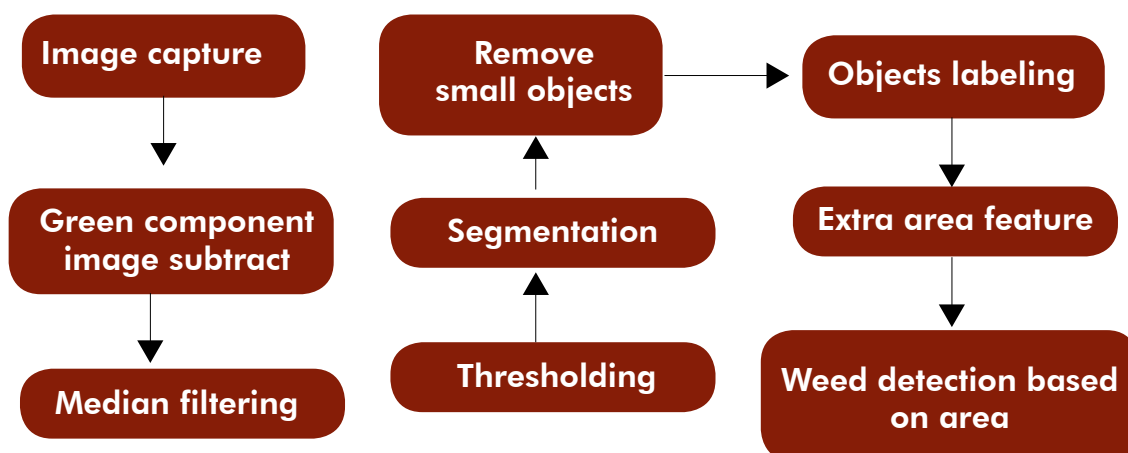 Image capture
Green component
image subtract
Median filtering
Thresholding
Segmentation
Remove
small objects
Objects labeling
Extra area feature
Weed detection based
on area